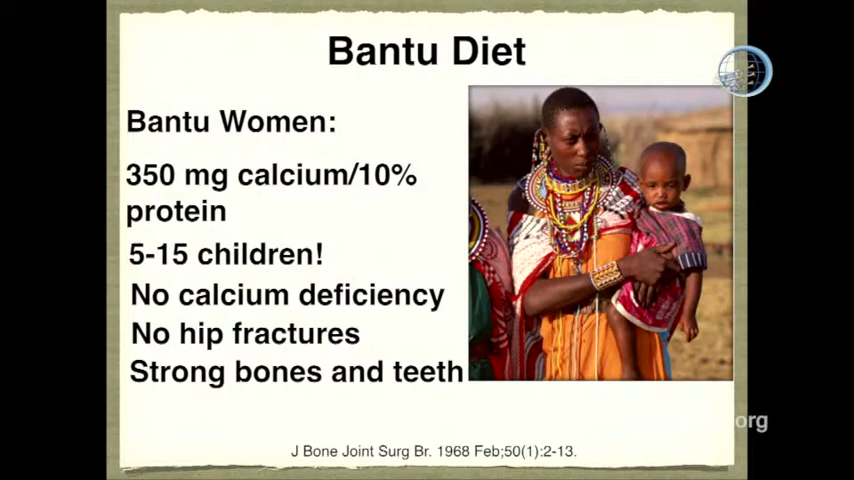 Bantu Diet
Bantu Women:
350 mg calcium/10%
protein
5-15 children!
No calcium deficiency
No hip fractures
Strong bones and teeth
org
J Bone Joint Surg Br. 1968 Feb;50(1):2-13.